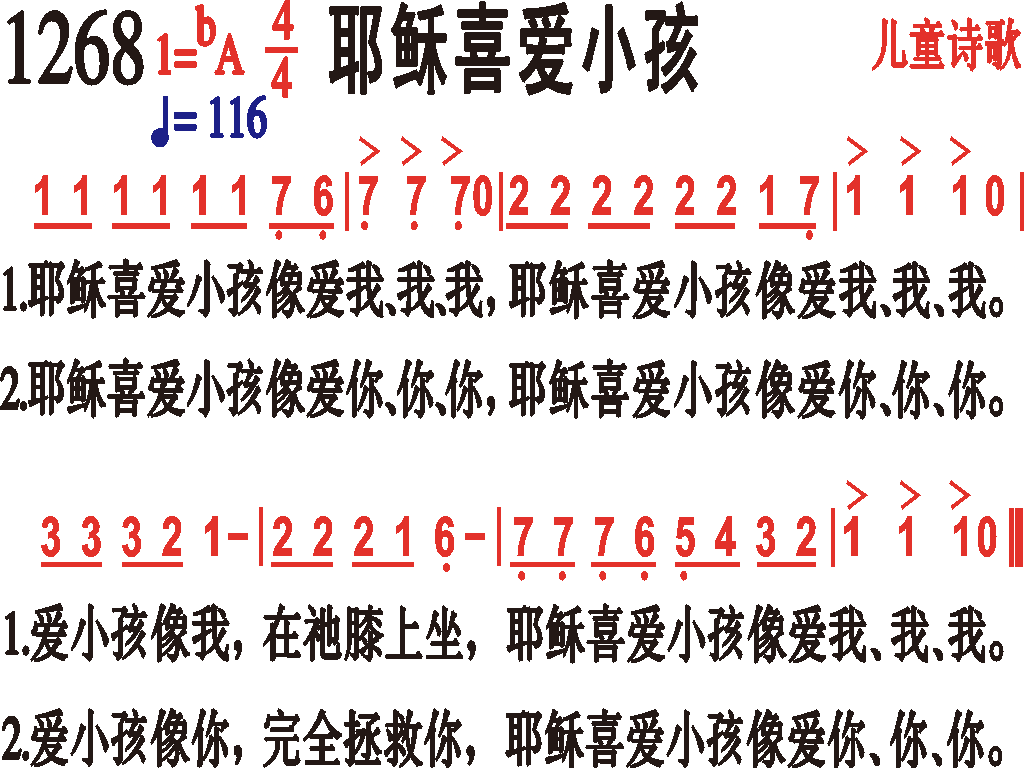 1268 1=♭A 4/4 耶稣喜爱小孩 儿童诗歌
♩=116
1 1 1 1 1 1 7 6 | 7 7 7 0 | 2 2 2 2 2 2 1 7 | 1 1 1 0 |
1.耶稣喜爱小孩像爱我、我、我，耶稣喜爱小孩像爱我、我、我。
2.耶稣喜爱小孩像爱你、你、你，耶稣喜爱小孩像爱你、你、你。
3 3 3 2 1 - | 2 2 2 1 6 - | 7 7 7 6 5 4 3 2 | 1 1 1 0 ‖
1.爱小孩像我，在祂膝上坐，耶稣喜爱小孩像爱我、我、我。
2.爱小孩像你，完全拯救你，耶稣喜爱小孩像爱你、你、你。